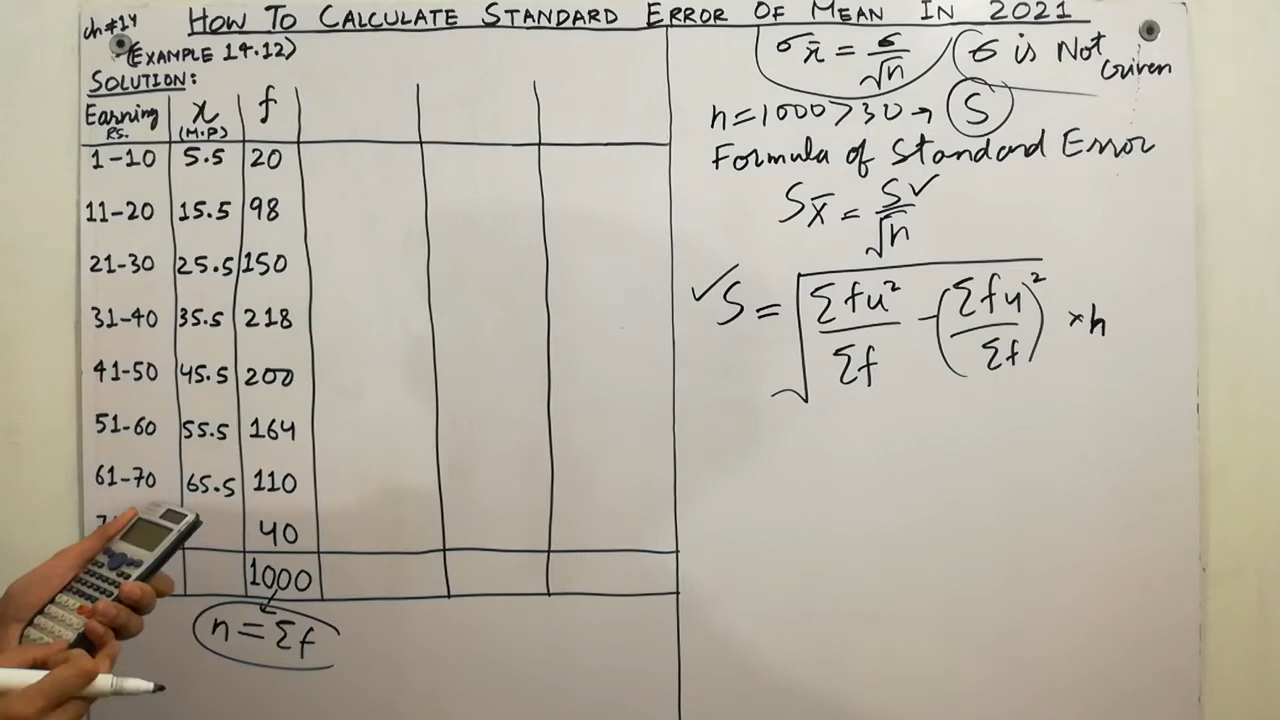 ch#14 HOW TO CALCULATE STANDARD ERROR OF MEAN IN 2021
(EXAMPLE 14.12)
SOLUTION:
Earning RS. x (M.P) f
1-10 5.5 20
11-20 15.5 98
21-30 25.5 150
31-40 35.5 218
41-50 45.5 200
51-60 55.5 164
61-70 65.5 110
40
1000
n = Σf
σx̄ = σ/√n (σ is Not Given
n=1000>30→ S
Formula of Standard Error
Sx̄ = S✓/√n
✓S = √(Σfu²/Σf - (Σfu/Σf)²) × h